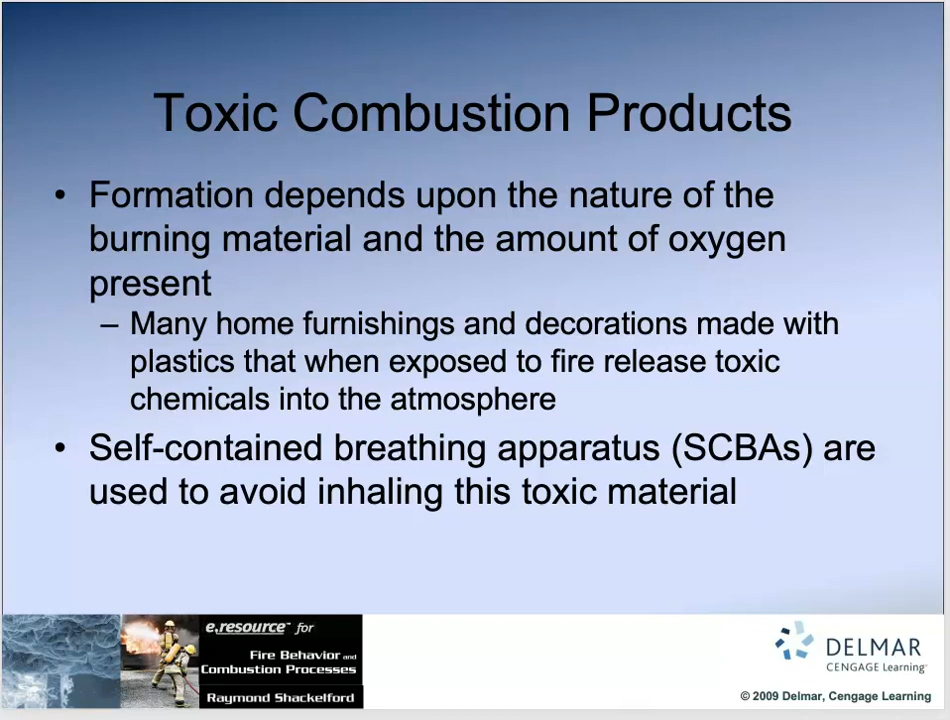 Toxic Combustion Products
• Formation depends upon the nature of the
burning material and the amount of oxygen
present
– Many home furnishings and decorations made with
plastics that when exposed to fire release toxic
chemicals into the atmosphere
• Self-contained breathing apparatus (SCBAs) are
used to avoid inhaling this toxic material
e.resource™ for
Fire Behavior and
Combustion Processes
Raymond Shackelford
DELMAR
CENGAGE Learning™
© 2009 Delmar, Cengage Learning